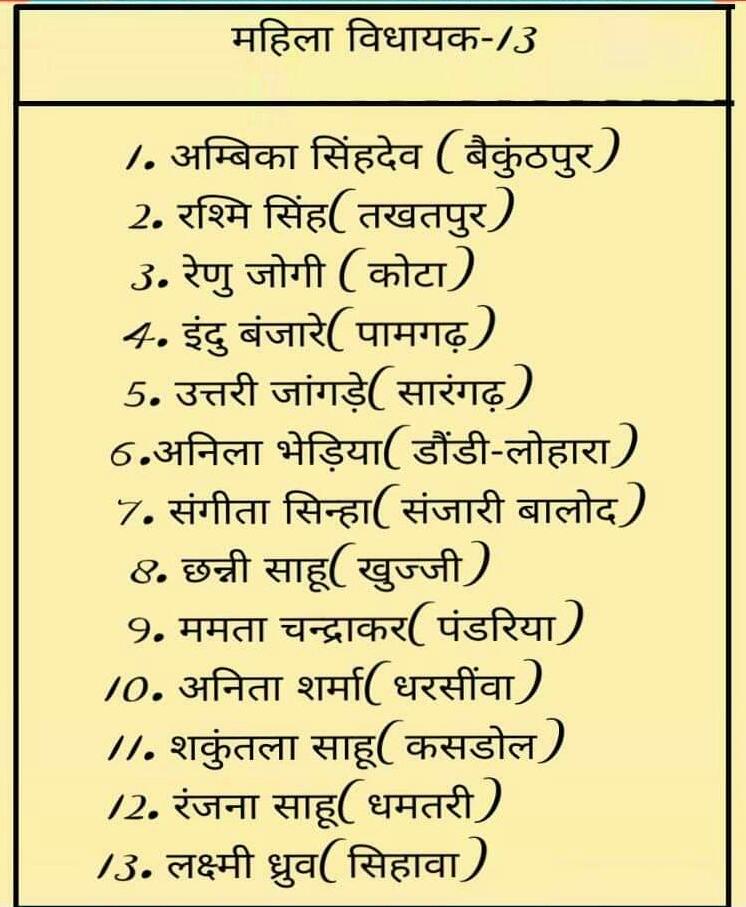 महिला विधायक-13
1. अम्बिका सिंहदेव ( बैकुंठपुर )
2. रश्मि सिंह( तखतपुर )
3. रेणु जोगी ( कोटा )
4. इंदु बंजारे( पामगढ़ )
5. उत्तरी जांगड़े( सारंगढ़ )
6.अनिला भेड़िया( डौंडी-लोहारा )
7. संगीता सिन्हा( संजारी बालोद )
8. छन्नी साहू( खुज्जी )
9. ममता चन्द्राकर( पंडरिया )
10. अनिता शर्मा( धरसींवा )
11. शकुंतला साहू( कसडोल )
12. रंजना साहू( धमतरी )
13. लक्ष्मी ध्रुव( सिहावा )